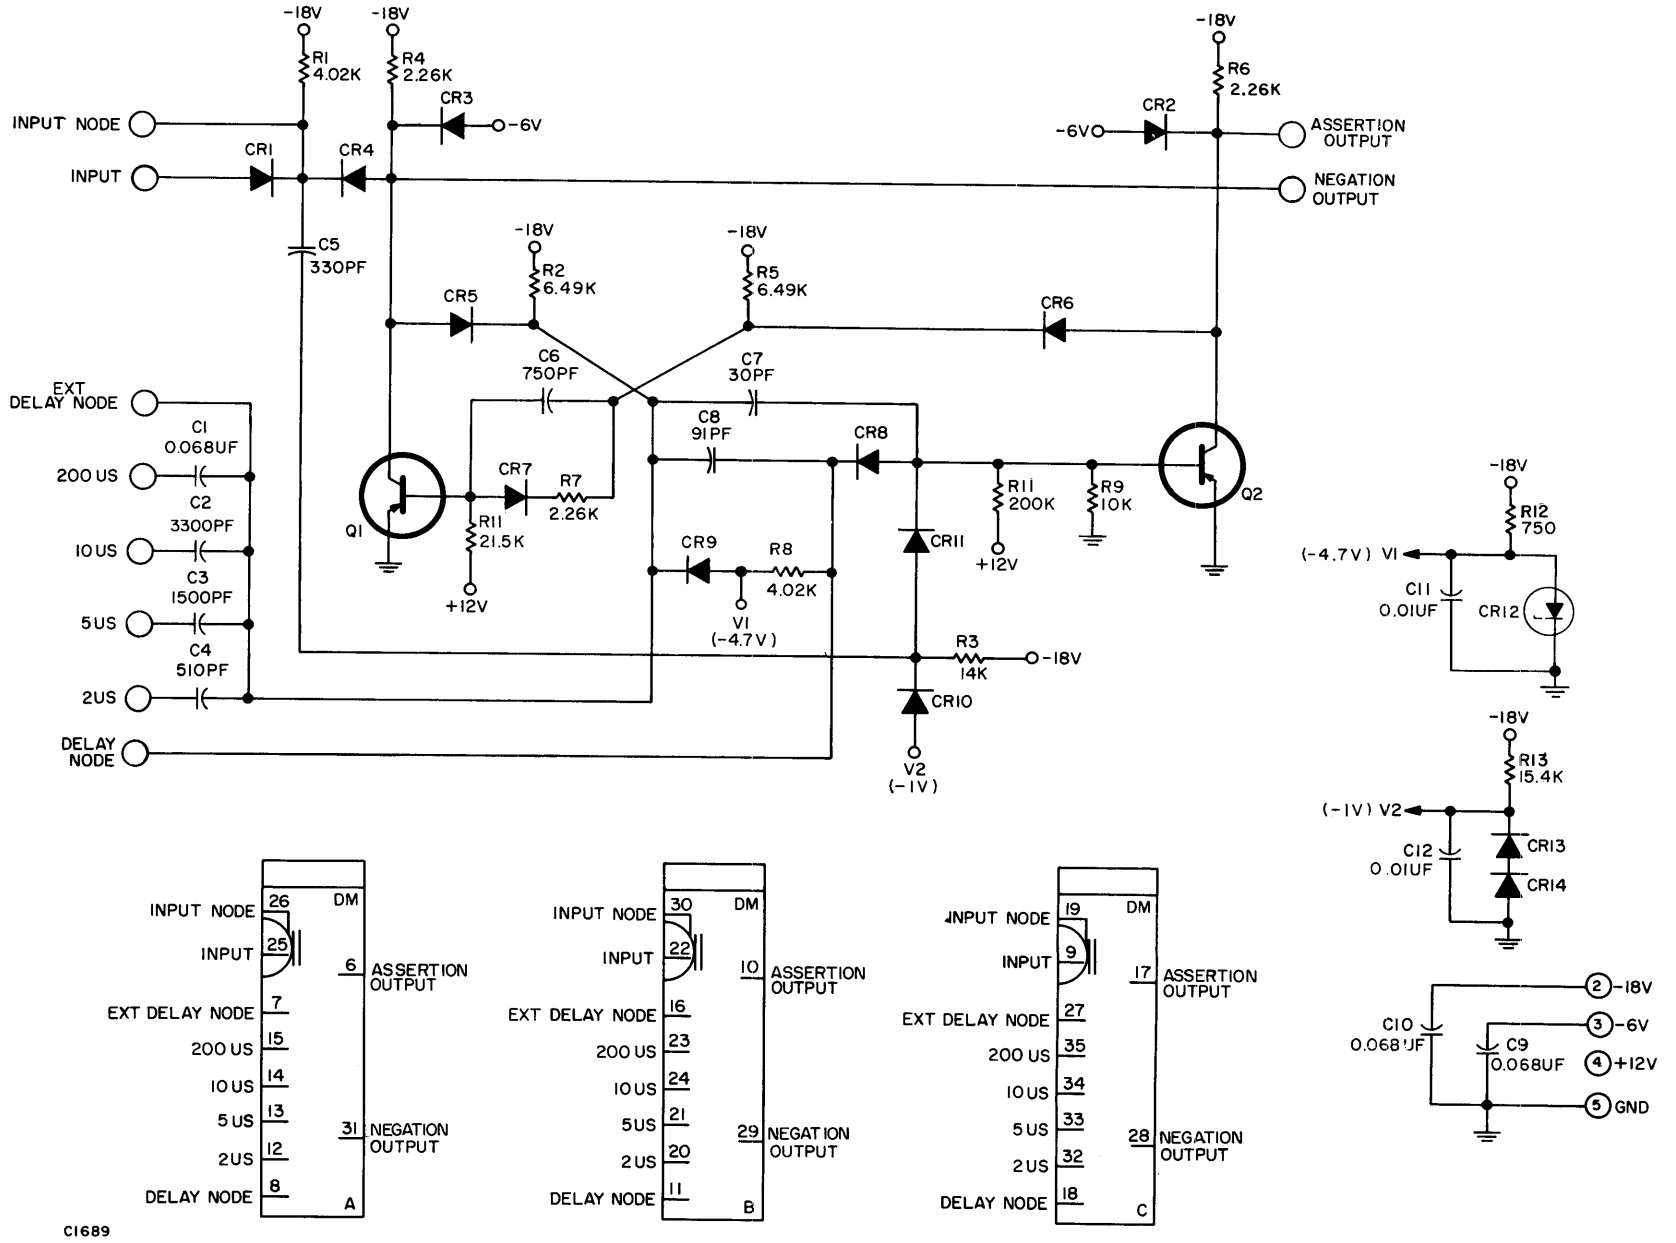 -18V
-18V
-18V
R1
4.02K
R4
2.26K
R6
2.26K
CR3
-6V
CR2
-6V
INPUT NODE
ASSERTION
OUTPUT
INPUT
CR1
CR4
NEGATION
OUTPUT
C5
330PF
-18V
R2
6.49K
-18V
R5
6.49K
CR5
CR6
C6
750PF
C7
30PF
EXT
DELAY NODE
C1
0.068UF
200 US
C2
3300PF
10 US
C3
1500PF
5 US
C4
510PF
2US
DELAY
NODE
C8
91PF
CR8
CR7
R7
2.26K
Q1
R11
21.5K
+12V
CR9
R8
4.02K
V1
(-4.7V)
R11
200K
+12V
R9
10K
Q2
CR11
R3
14K
-18V
CR10
V2
(-1V)
-18V
R12
750
(-4.7V) V1
C11
0.01UF
CR12
-18V
R13
15.4K
(-1V) V2
C12
0.01UF
CR13
CR14
2 -18V
3 -6V
4 +12V
5 GND
C10
0.068UF
C9
0.068UF
DM
INPUT NODE 26
INPUT 25
6 ASSERTION
OUTPUT
EXT DELAY NODE 7
200 US 15
10 US 14
5 US 13
31 NEGATION
OUTPUT
2US 12
DELAY NODE 8
A
DM
INPUT NODE 30
INPUT 22
10 ASSERTION
OUTPUT
EXT DELAY NODE 16
200 US 23
10 US 24
5US 21
29 NEGATION
OUTPUT
2 US 20
DELAY NODE 11
B
DM
INPUT NODE 19
INPUT 9
17 ASSERTION
OUTPUT
EXT DELAY NODE 27
200 US 35
10 US 34
5 US 33
28 NEGATION
OUTPUT
2 US 32
DELAY NODE 18
C
C1689